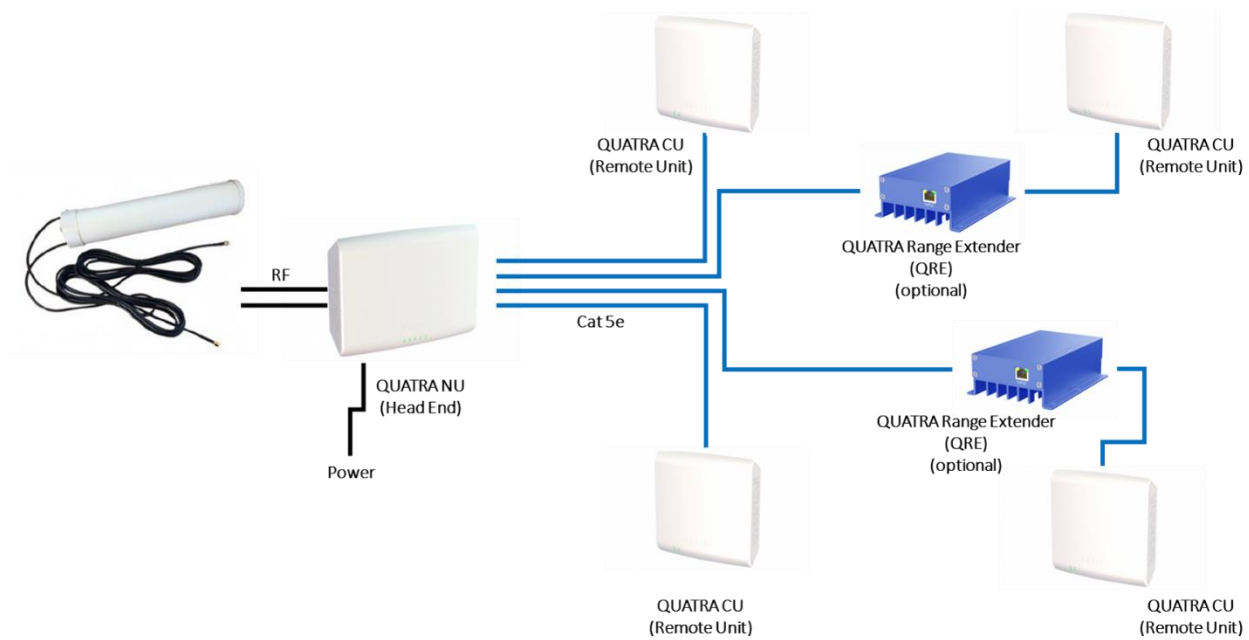 QUATRA CU
(Remote Unit)
QUATRA CU
(Remote Unit)
QUATRA Range Extender
(QRE)
(optional)
RF
Cat 5e
QUATRA NU
(Head End)
Power
QUATRA Range Extender
(QRE)
(optional)
QUATRA CU
(Remote Unit)
QUATRA CU
(Remote Unit)